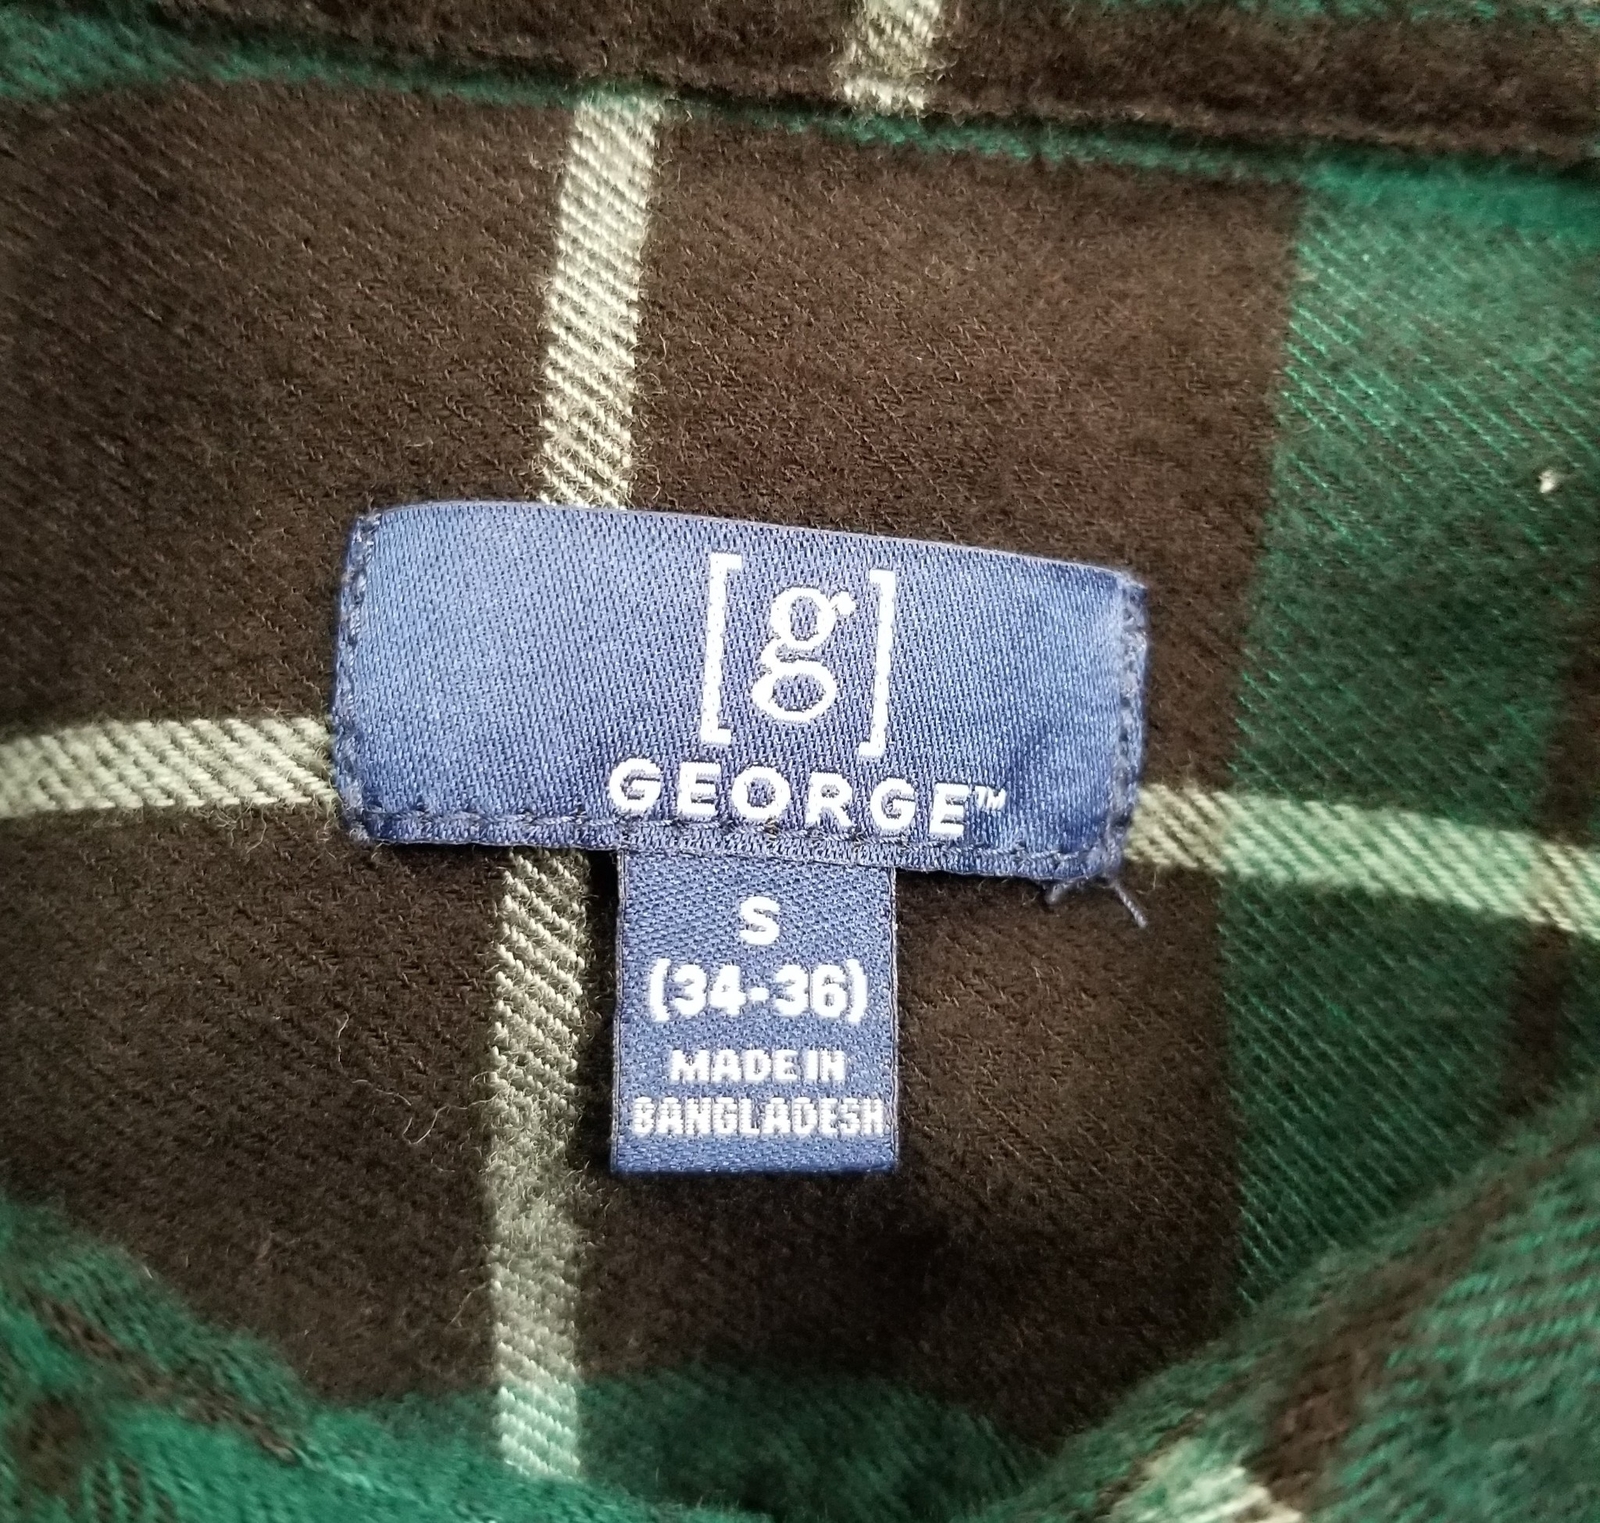 [g]
GEORGE™
S
(34-36)
MADE IN
BANGLADESH